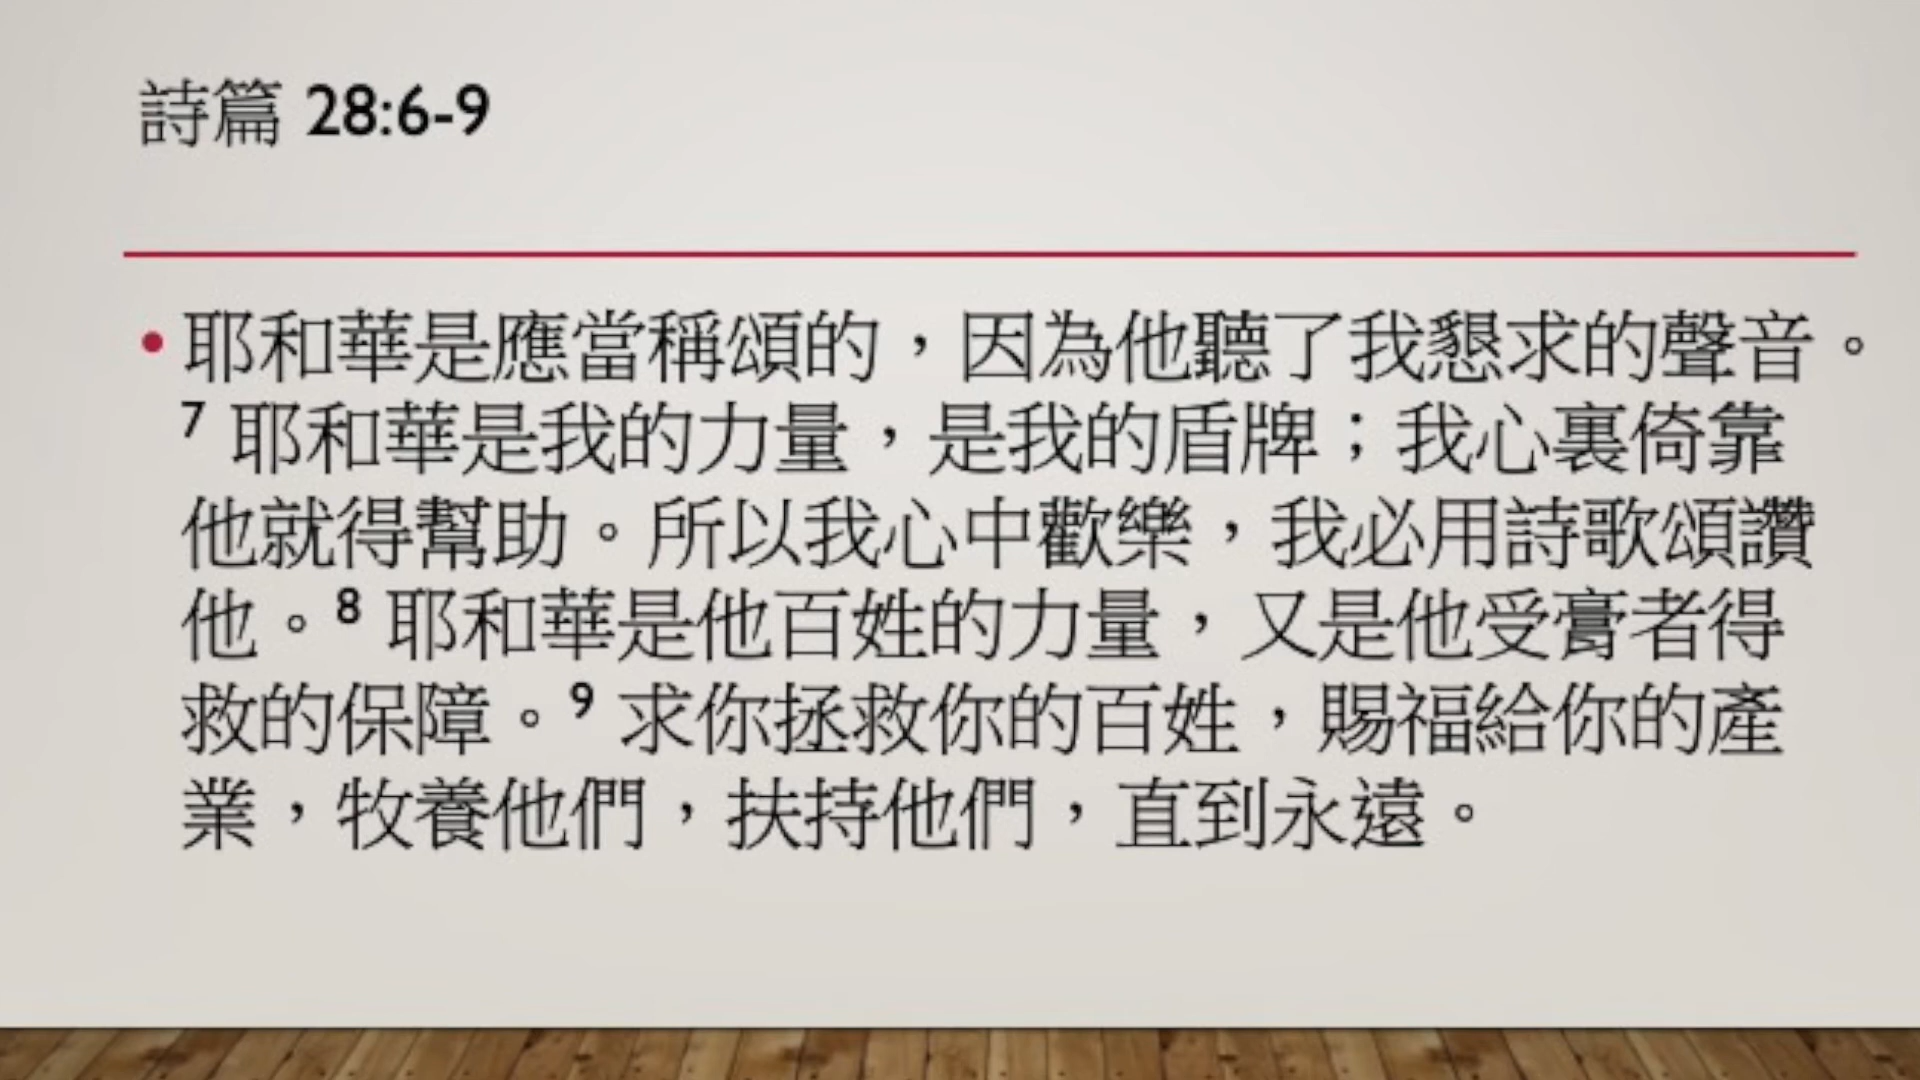 詩篇 28:6-9
• 耶和華是應當稱頌的，因為他聽了我懇求的聲音。
7 耶和華是我的力量，是我的盾牌；我心裏倚靠
他就得幫助。所以我心中歡樂，我必用詩歌頌讚
他。8 耶和華是他百姓的力量，又是他受膏者得
救的保障。9 求你拯救你的百姓，賜福給你的產
業，牧養他們，扶持他們，直到永遠。